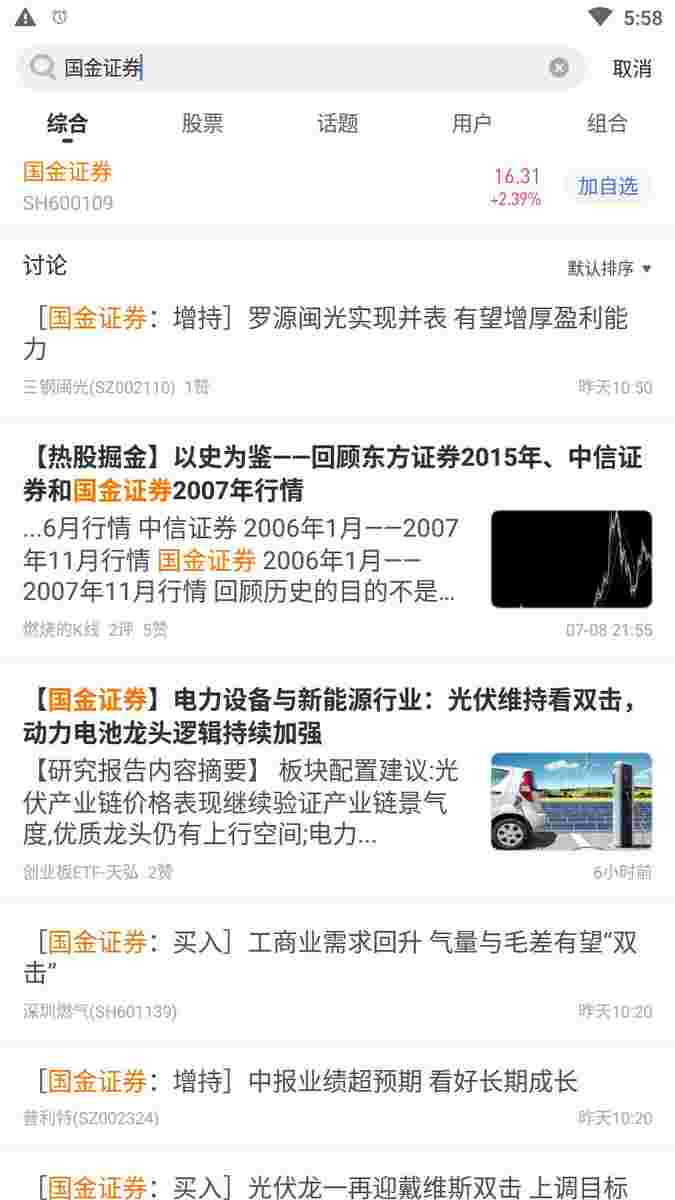 5:58
国金证券
取消
综合 股票 话题 用户 组合
国金证券
SH600109
16.31
+2.39%
加自选
讨论
默认排序
［国金证券：增持］罗源闽光实现并表 有望增厚盈利能
力
三钢闽光(SZ002110) 1赞
昨天10:50
【热股掘金】以史为鉴——回顾东方证券2015年、中信证
券和国金证券2007年行情
...6月行情 中信证券 2006年1月——2007
年11月行情 国金证券 2006年1月——
2007年11月行情 回顾历史的目的不是...
燃烧的K线 2评 5赞
07-08 21:55
【国金证券】电力设备与新能源行业：光伏维持看双击，
动力电池龙头逻辑持续加强
【研究报告内容摘要】 板块配置建议:光
伏产业链价格表现继续验证产业链景气
度,优质龙头仍有上行空间;电力...
创业板ETF-天弘 2赞
6小时前
［国金证券：买入］工商业需求回升 气量与毛差有望“双
击”
深圳燃气(SH601139)
昨天10:20
［国金证券：增持］中报业绩超预期 看好长期成长
普利特(SZ002324)
昨天10:20
［国金证券：买入］光伏龙一再迎戴维斯双击 上调目标